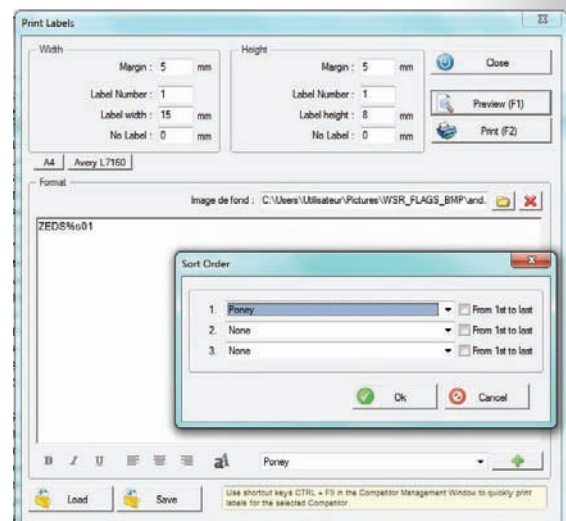 Print Labels
Width
Height
Margin : 5 mm
Margin : 5 mm
Close
Label Number : 1
Label Number : 1
Preview (F1)
Label width : 15 mm
Label height : 8 mm
No Label : 0 mm
No Label : 0 mm
Print (F2)
A4 Avery L7160
Format
Image de fond : C:\Users\Utilisateur\Pictures\WSR_FLAGS_BMP\and.
ZEDS%s01
Sort Order
1. Poney From 1st to last
2. None From 1st to last
3. None From 1st to last
Ok Cancel
B I U a Poney
Load Save
Use shortcut keys CTRL + F9 in the Competitor Management Window to quickly print
labels for the selected Competitor